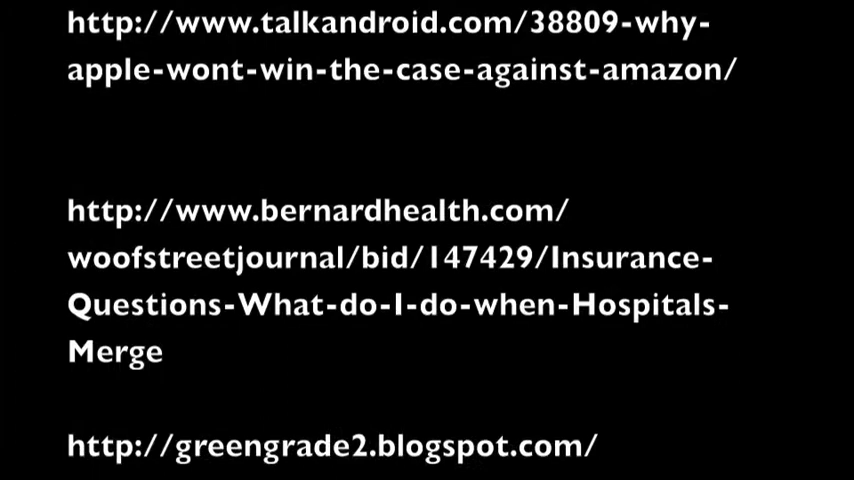 http://www.talkandroid.com/38809-why-
apple-wont-win-the-case-against-amazon/
http://www.bernardhealth.com/
woofstreetjournal/bid/147429/Insurance-
Questions-What-do-I-do-when-Hospitals-
Merge
http://greengrade2.blogspot.com/